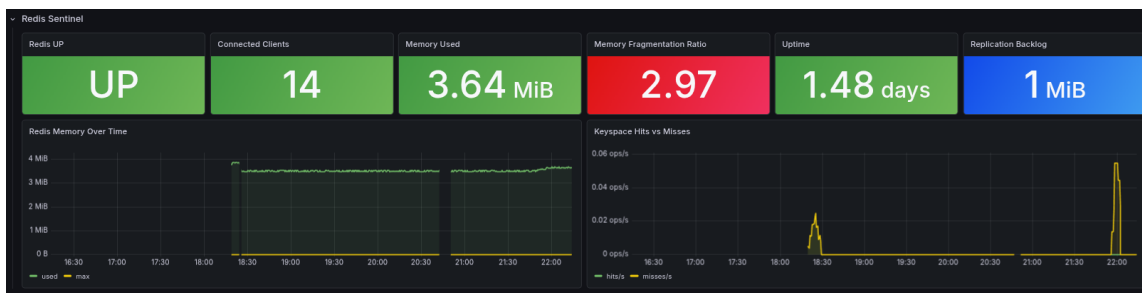 Redis Sentinel
Redis UP
UP
Connected Clients
14
Memory Used
3.64 MiB
Memory Fragmentation Ratio
2.97
Uptime
1.48 days
Replication Backlog
1 MiB
Redis Memory Over Time
4 MiB
3 MiB
2 MiB
1 MiB
0 B
16:30 17:00 17:30 18:00 18:30 19:00 19:30 20:00 20:30 21:00 21:30 22:00
used max
Keyspace Hits vs Misses
0.06 ops/s
0.04 ops/s
0.02 ops/s
0 ops/s
16:30 17:00 17:30 18:00 18:30 19:00 19:30 20:00 20:30 21:00 21:30 22:00
hits/s misses/s